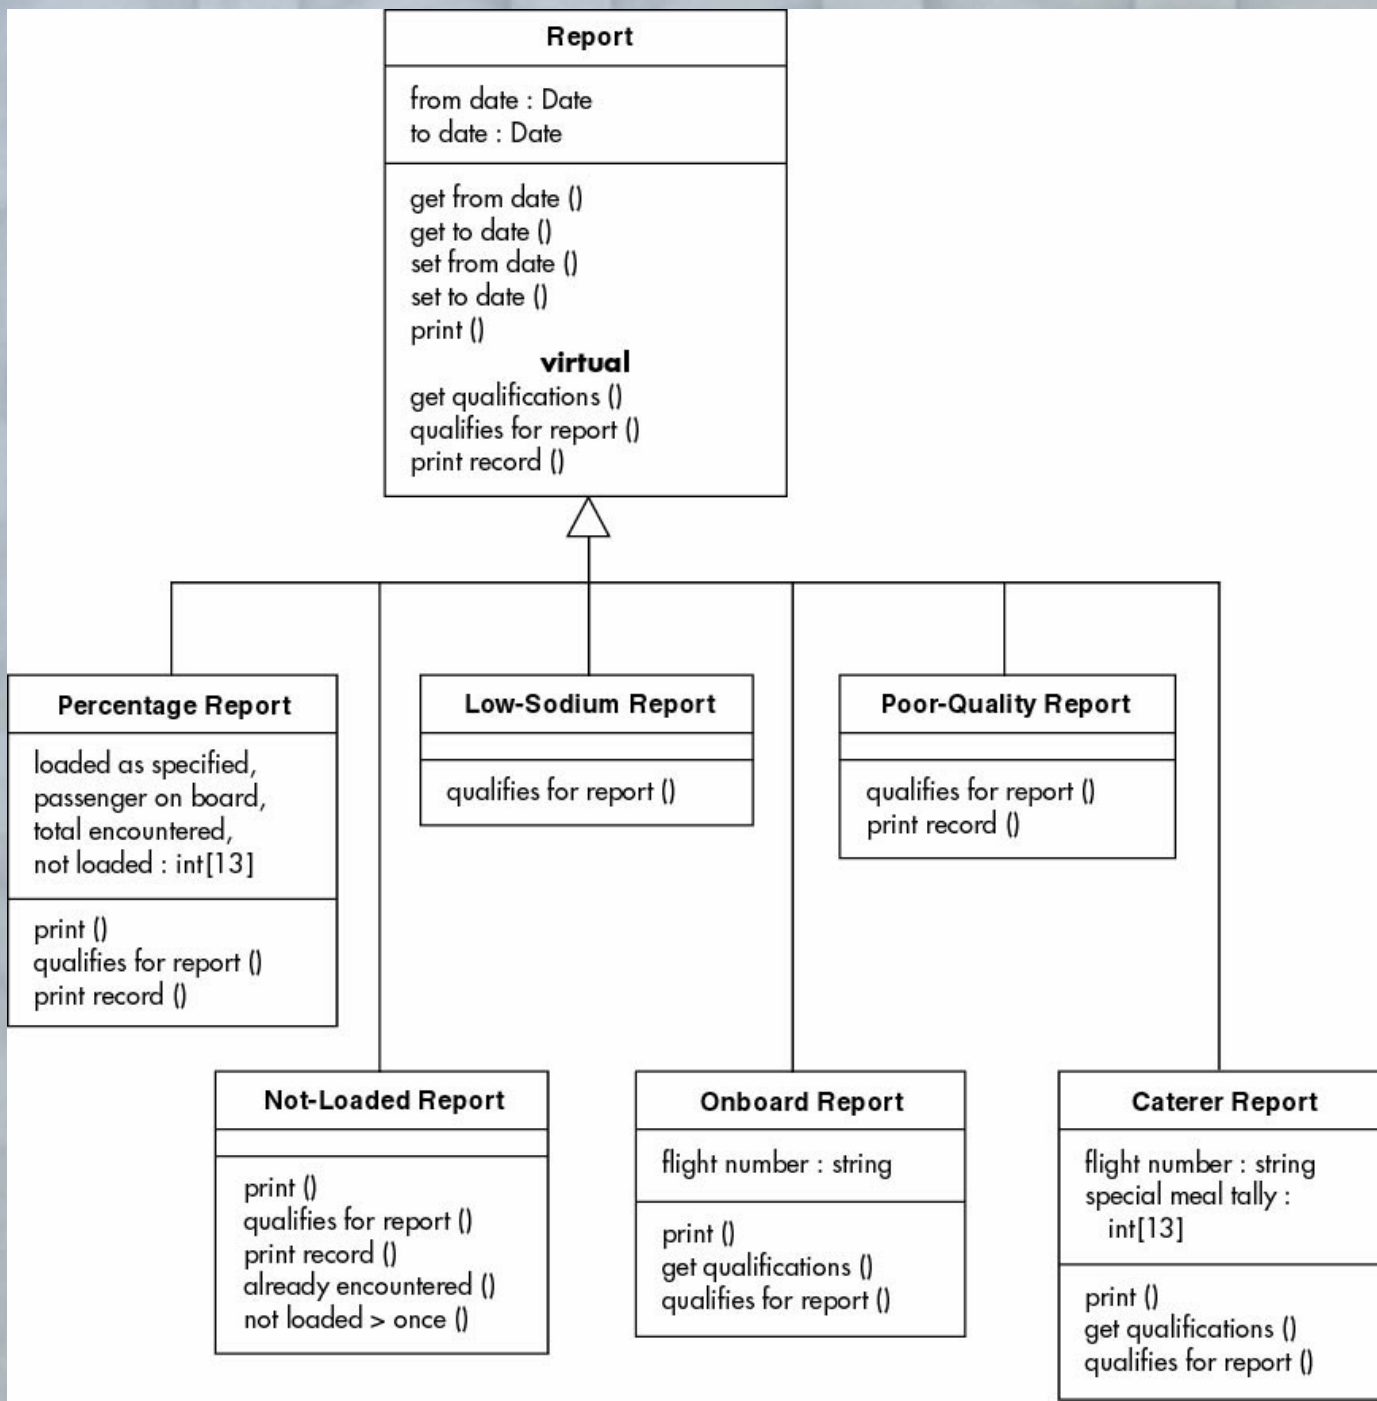 Report
from date : Date
to date : Date
get from date ()
get to date ()
set from date ()
set to date ()
print ()
virtual
get qualifications ()
qualifies for report ()
print record ()
Percentage Report
loaded as specified,
passenger on board,
total encountered,
not loaded : int[13]
print ()
qualifies for report ()
print record ()
Low-Sodium Report
qualifies for report ()
Poor-Quality Report
qualifies for report ()
print record ()
Not-Loaded Report
print ()
qualifies for report ()
print record ()
already encountered ()
not loaded > once ()
Onboard Report
flight number : string
print ()
get qualifications ()
qualifies for report ()
Caterer Report
flight number : string
special meal tally :
int[13]
print ()
get qualifications ()
qualifies for report ()